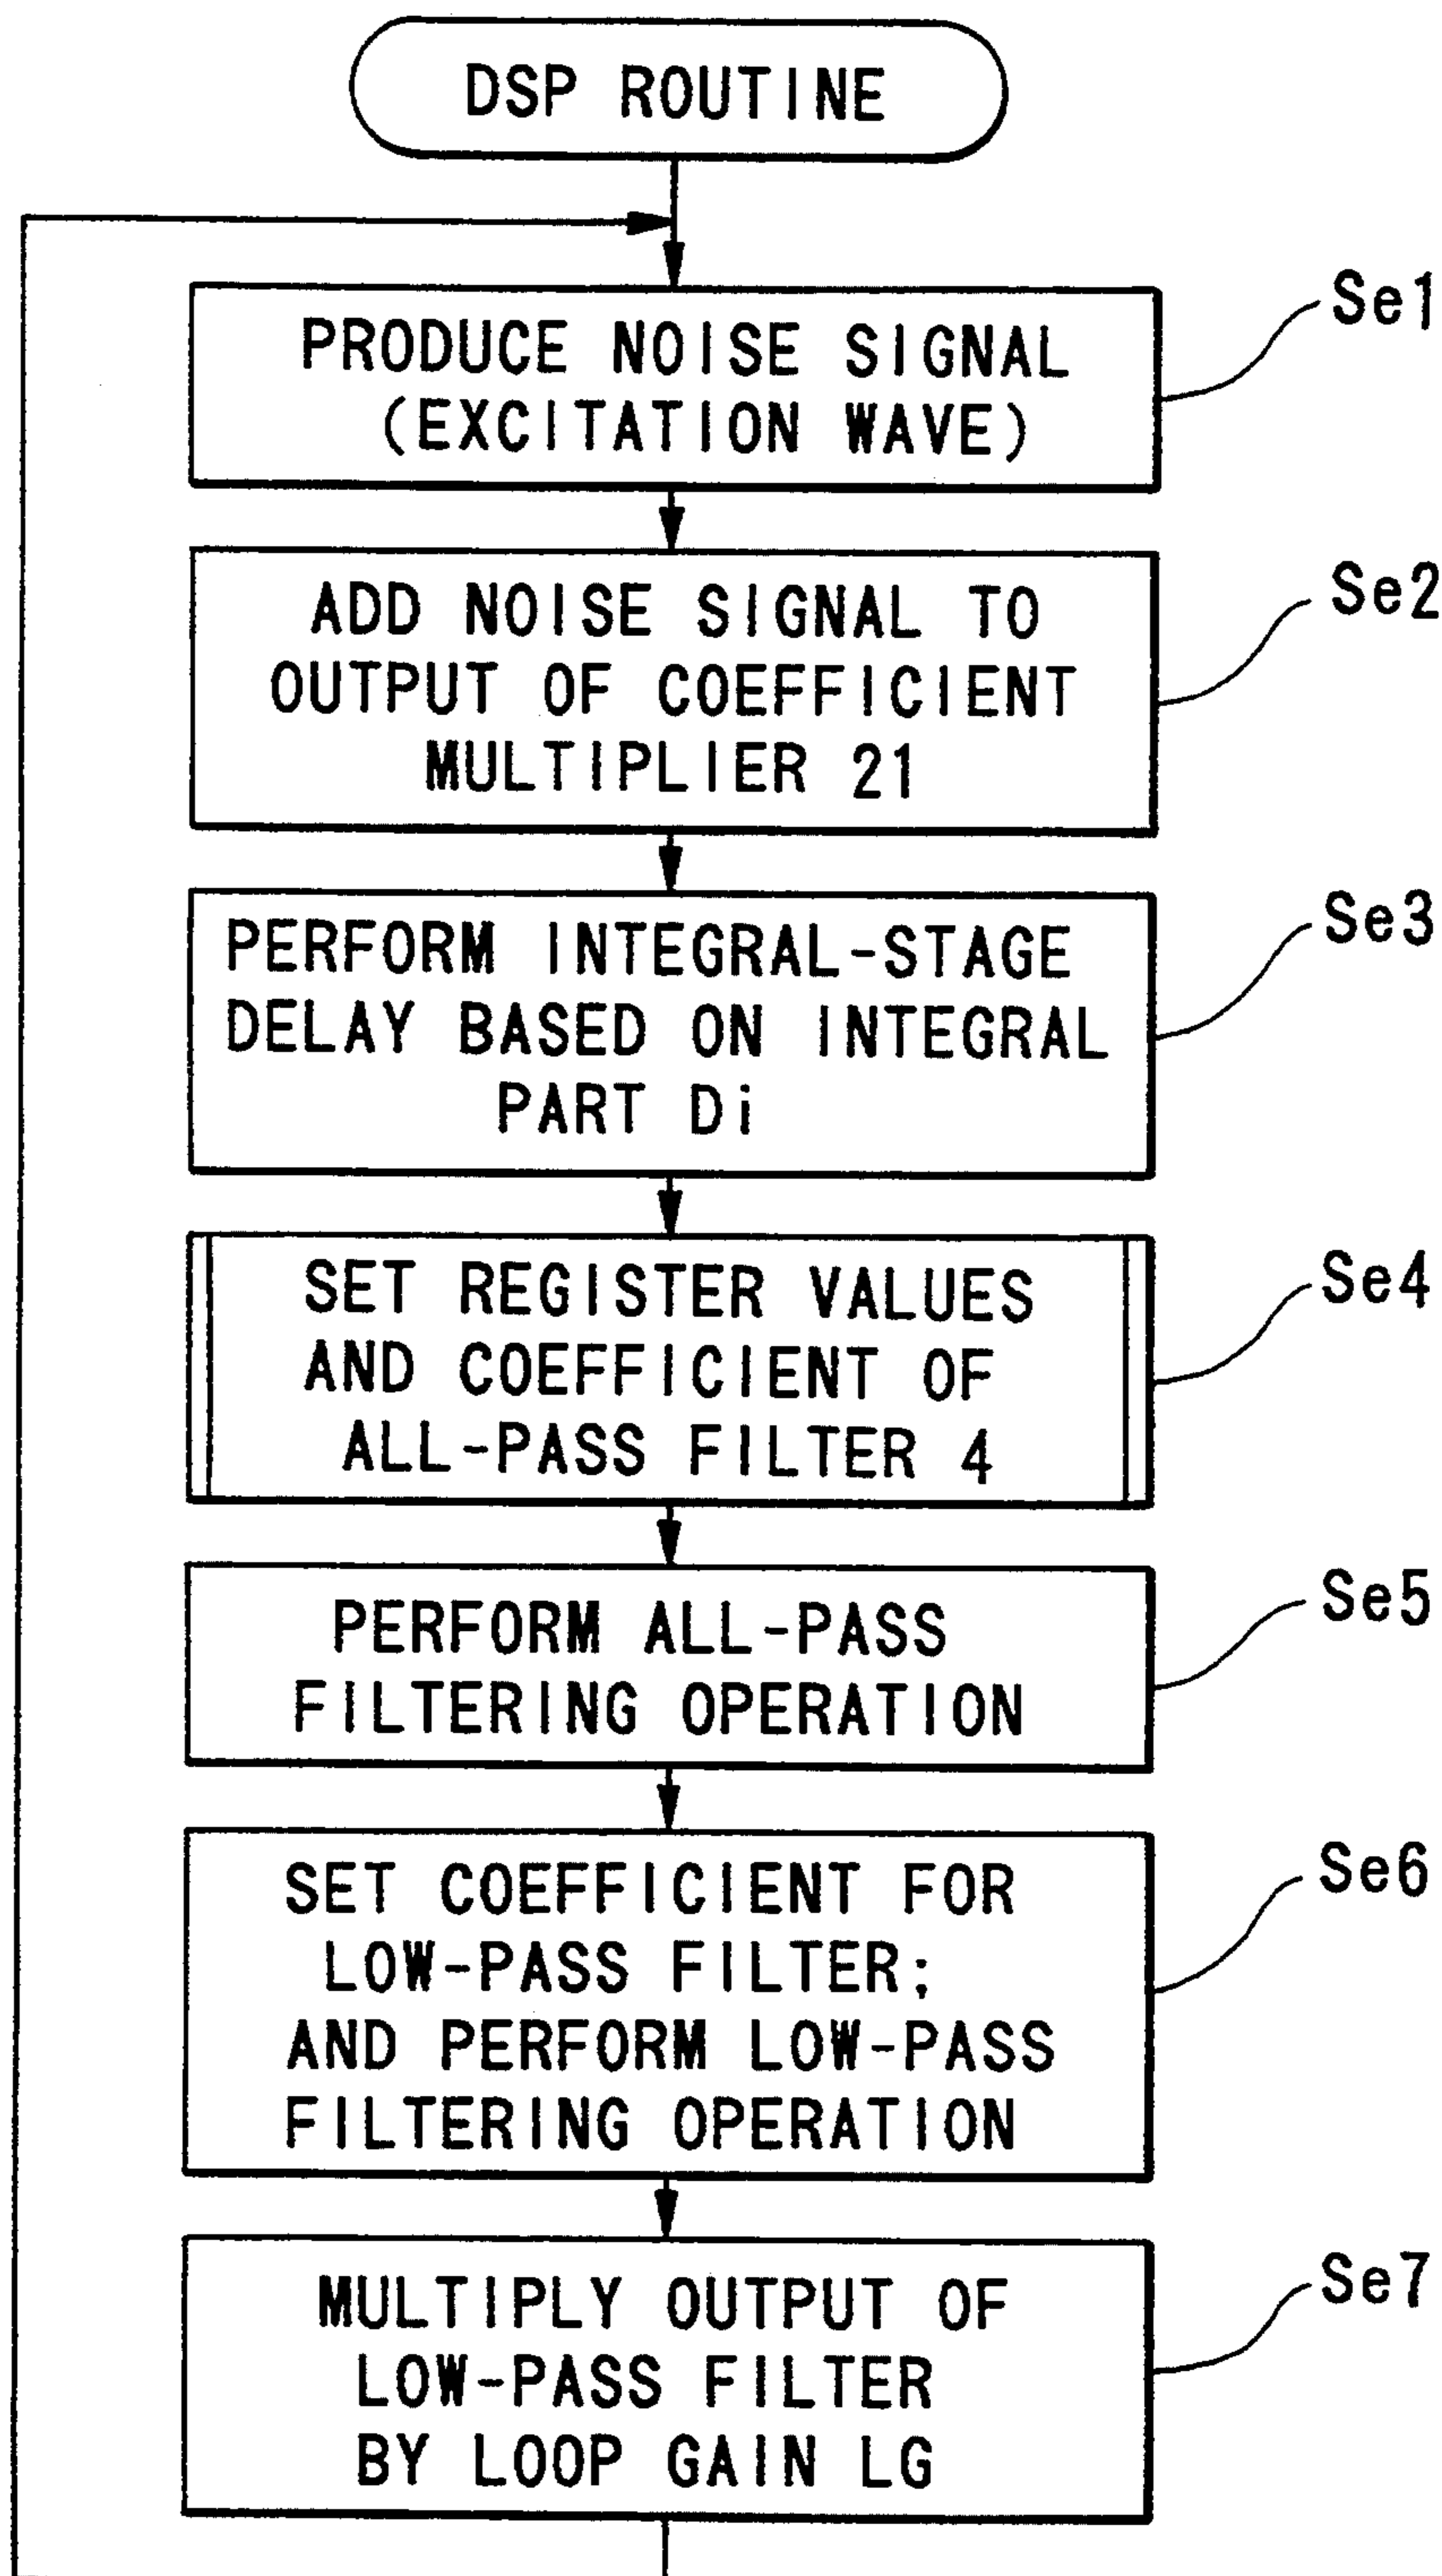 DSP ROUTINE
Se1
PRODUCE NOISE SIGNAL
(EXCITATION WAVE)
Se2
ADD NOISE SIGNAL TO
OUTPUT OF COEFFICIENT
MULTIPLIER 21
Se3
PERFORM INTEGRAL-STAGE
DELAY BASED ON INTEGRAL
PART Di
Se4
SET REGISTER VALUES
AND COEFFICIENT OF
ALL-PASS FILTER 4
Se5
PERFORM ALL-PASS
FILTERING OPERATION
Se6
SET COEFFICIENT FOR
LOW-PASS FILTER;
AND PERFORM LOW-PASS
FILTERING OPERATION
Se7
MULTIPLY OUTPUT OF
LOW-PASS FILTER
BY LOOP GAIN LG